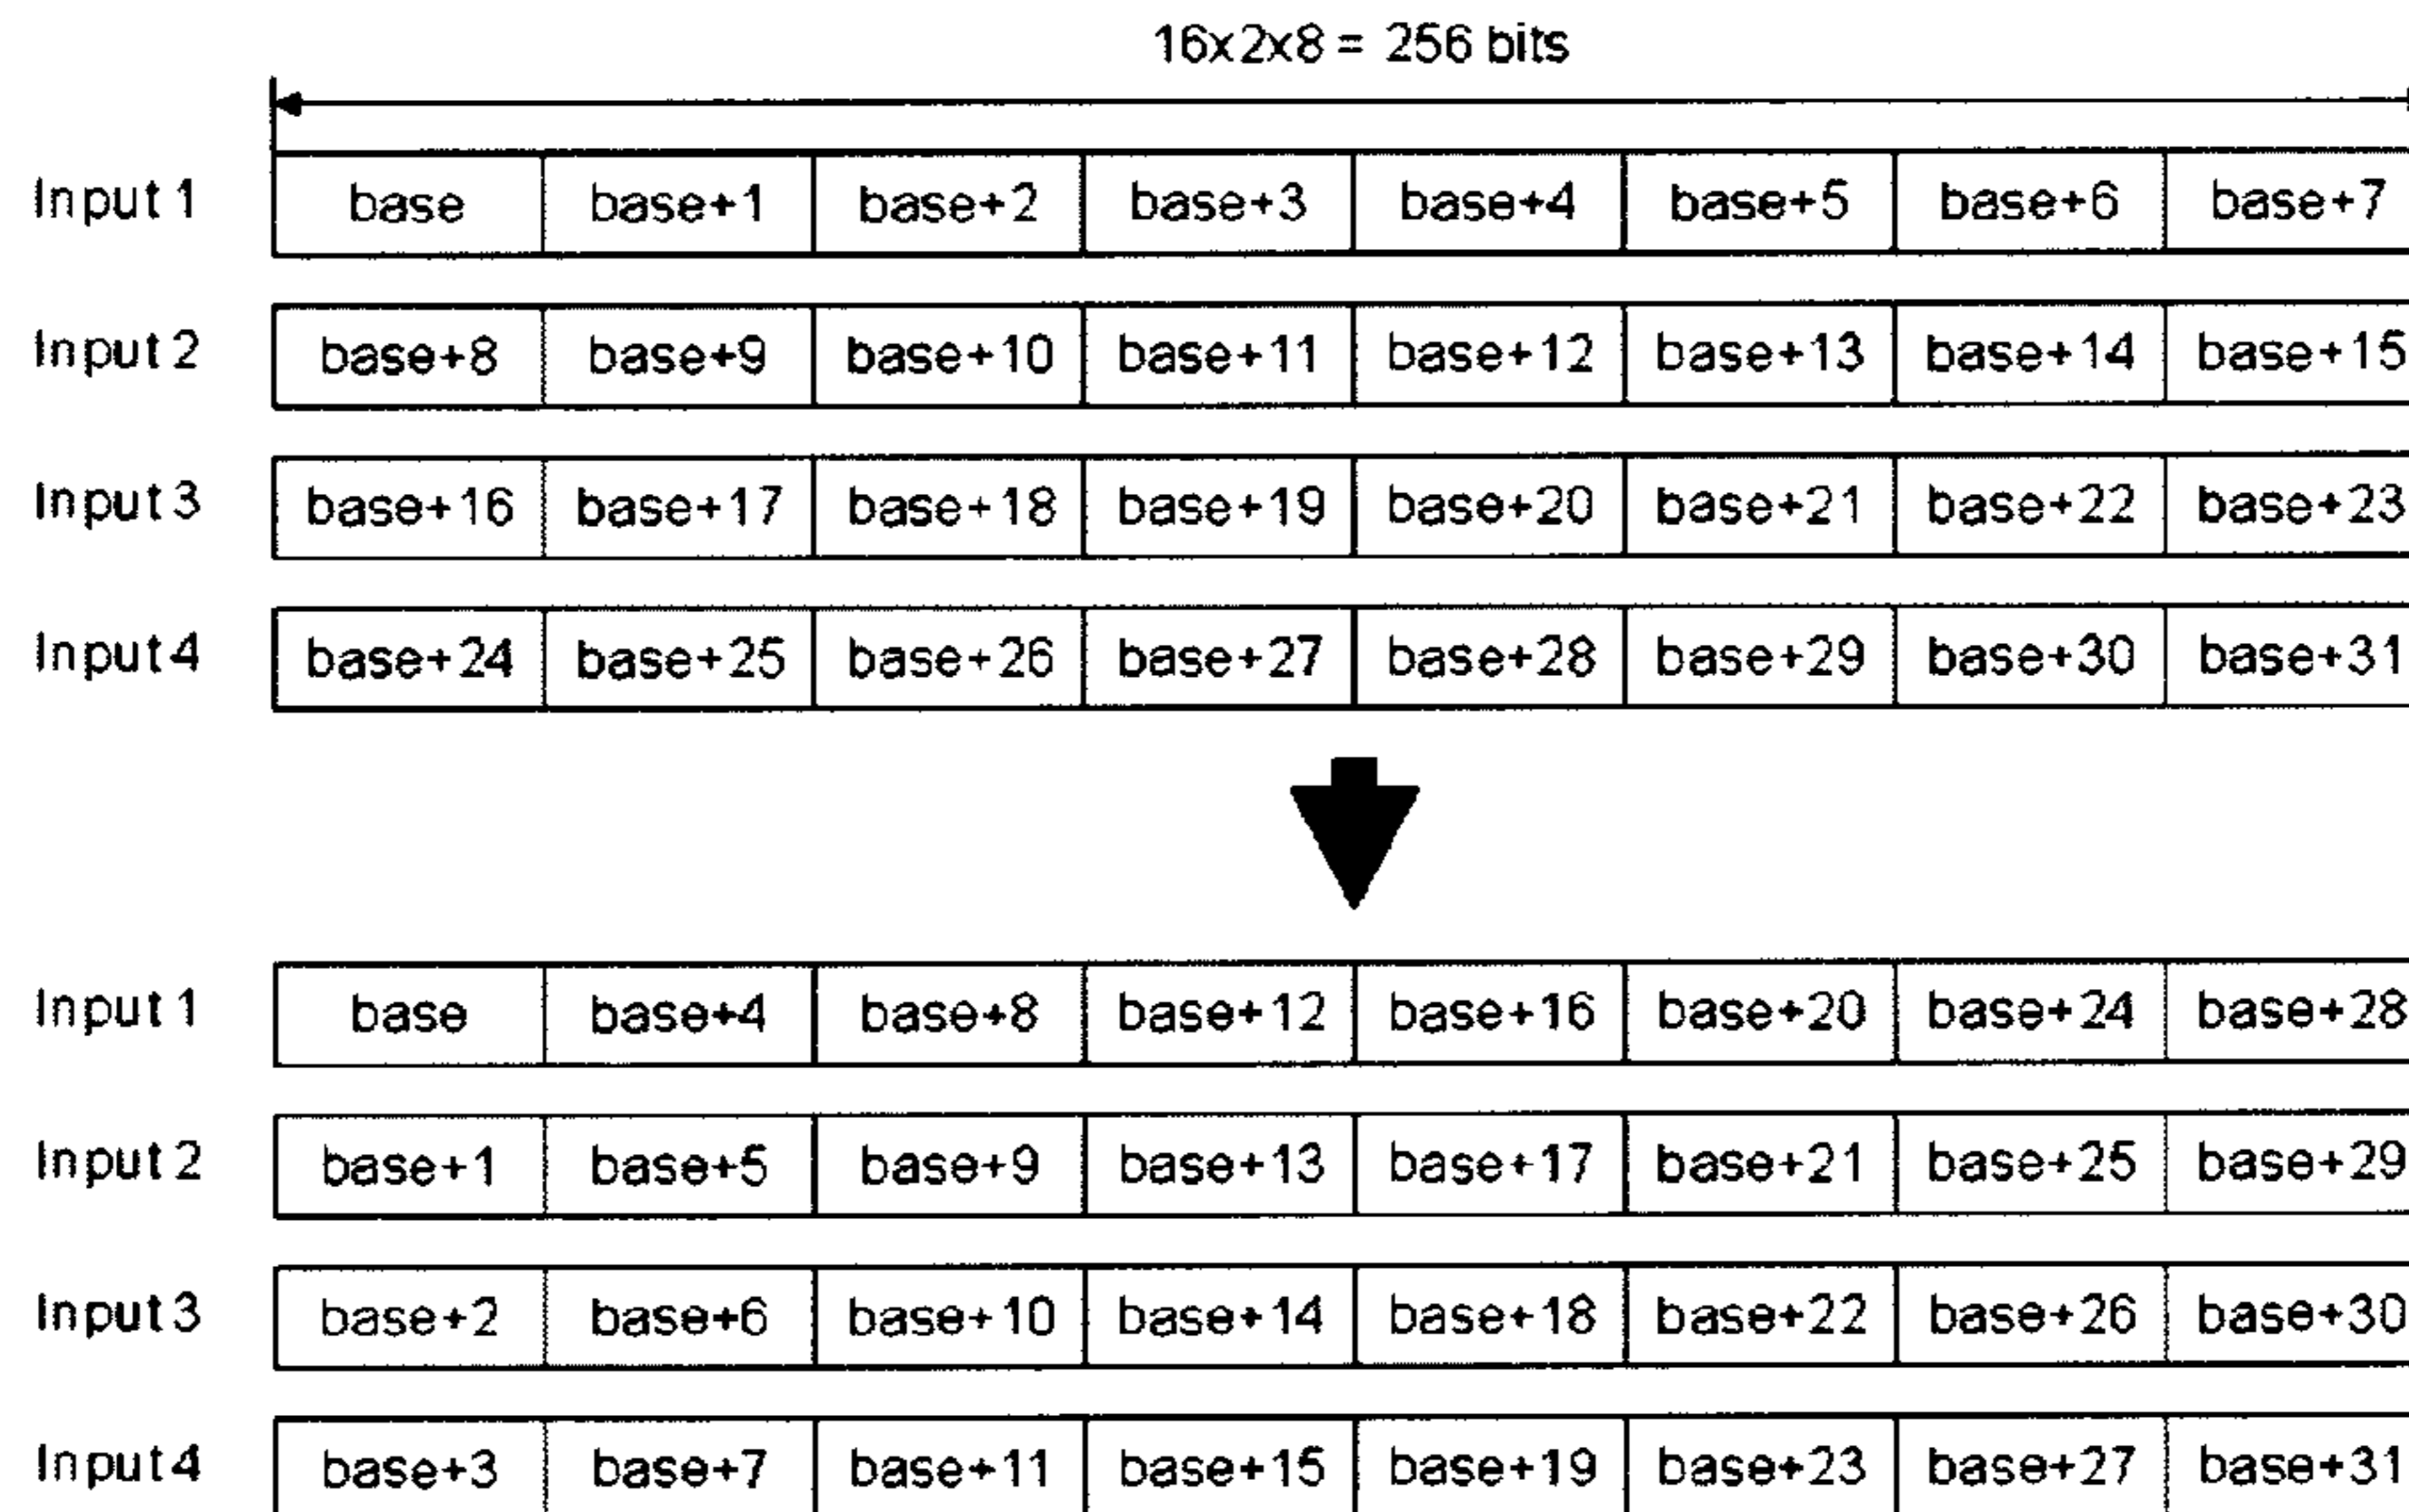 16x2x8 = 256 bits
Input 1 base base+1 base+2 base+3 base+4 base+5 base+6 base+7
Input 2 base+8 base+9 base+10 base+11 base+12 base+13 base+14 base+15
Input 3 base+16 base+17 base+18 base+19 base+20 base+21 base+22 base+23
Input 4 base+24 base+25 base+26 base+27 base+28 base+29 base+30 base+31
Input 1 base base+4 base+8 base+12 base+16 base+20 base+24 base+28
Input 2 base+1 base+5 base+9 base+13 base+17 base+21 base+25 base+29
Input 3 base+2 base+6 base+10 base+14 base+18 base+22 base+26 base+30
Input 4 base+3 base+7 base+11 base+15 base+19 base+23 base+27 base+31